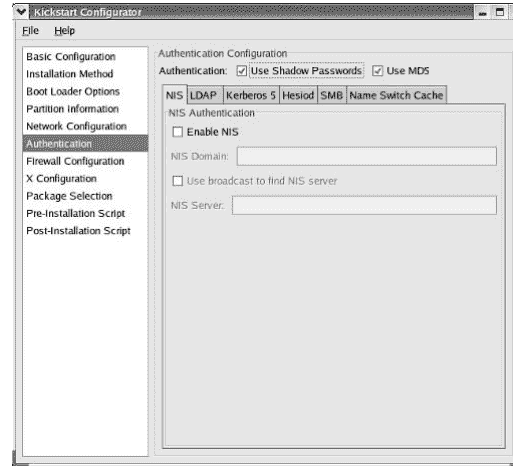 Kickstart Configurator
File Help
Basic Configuration
Installation Method
Boot Loader Options
Partition Information
Network Configuration
Authentication
Firewall Configuration
X Configuration
Package Selection
Pre-Installation Script
Post-Installation Script
Authentication Configuration
Authentication: Use Shadow Passwords Use MD5
NIS LDAP Kerberos 5 Hesiod SMB Name Switch Cache
NIS Authentication
Enable NIS
NIS Domain:
Use broadcast to find NIS server
NIS Server: